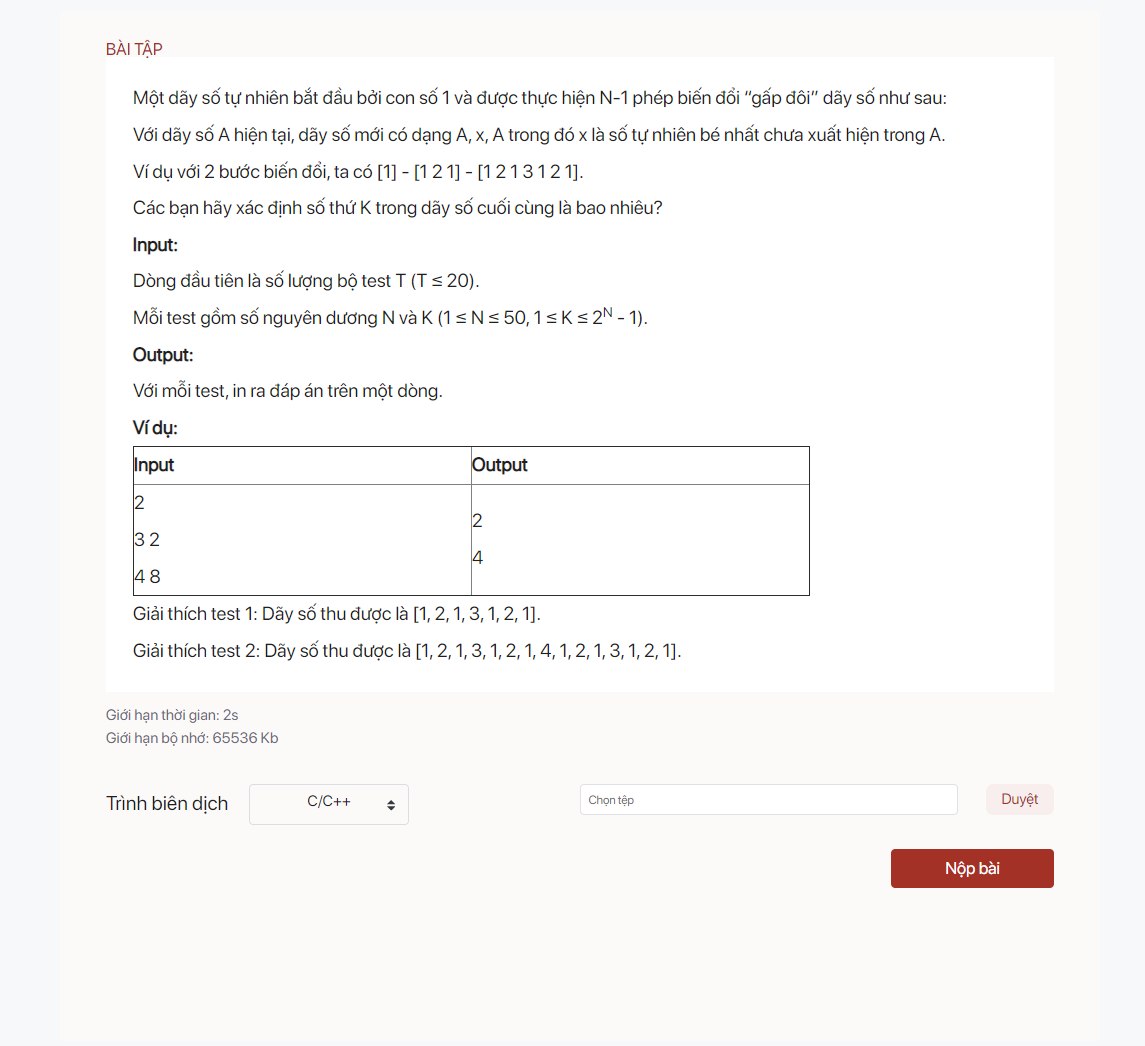 BÀI TẬP
Một dãy số tự nhiên bắt đầu bởi con số 1 và được thực hiện N-1 phép biến đổi “gấp đôi” dãy số như sau:
Với dãy số A hiện tại, dãy số mới có dạng A, x, A trong đó x là số tự nhiên bé nhất chưa xuất hiện trong A.
Ví dụ với 2 bước biến đổi, ta có [1] - [1 2 1] - [1 2 1 3 1 2 1].
Các bạn hãy xác định số thứ K trong dãy số cuối cùng là bao nhiêu?
Input:
Dòng đầu tiên là số lượng bộ test T (T ≤ 20).
Mỗi test gồm số nguyên dương N và K (1 ≤ N ≤ 50, 1 ≤ K ≤ 2^N - 1).
Output:
Với mỗi test, in ra đáp án trên một dòng.
Ví dụ:
Input Output
2
3 2
4 8
2
4
Giải thích test 1: Dãy số thu được là [1, 2, 1, 3, 1, 2, 1].
Giải thích test 2: Dãy số thu được là [1, 2, 1, 3, 1, 2, 1, 4, 1, 2, 1, 3, 1, 2, 1].
Giới hạn thời gian: 2s
Giới hạn bộ nhớ: 65536 Kb
Trình biên dịch C/C++ Chọn tệp Duyệt
Nộp bài